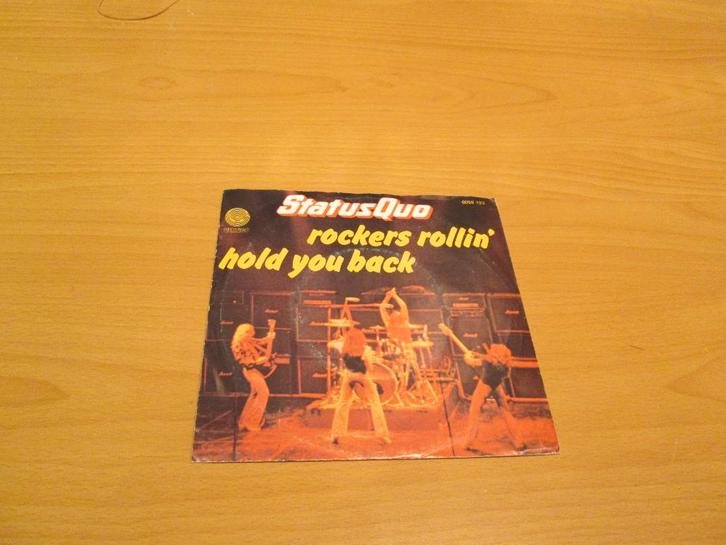 StatusQuo
rockers rollin'
hold you back